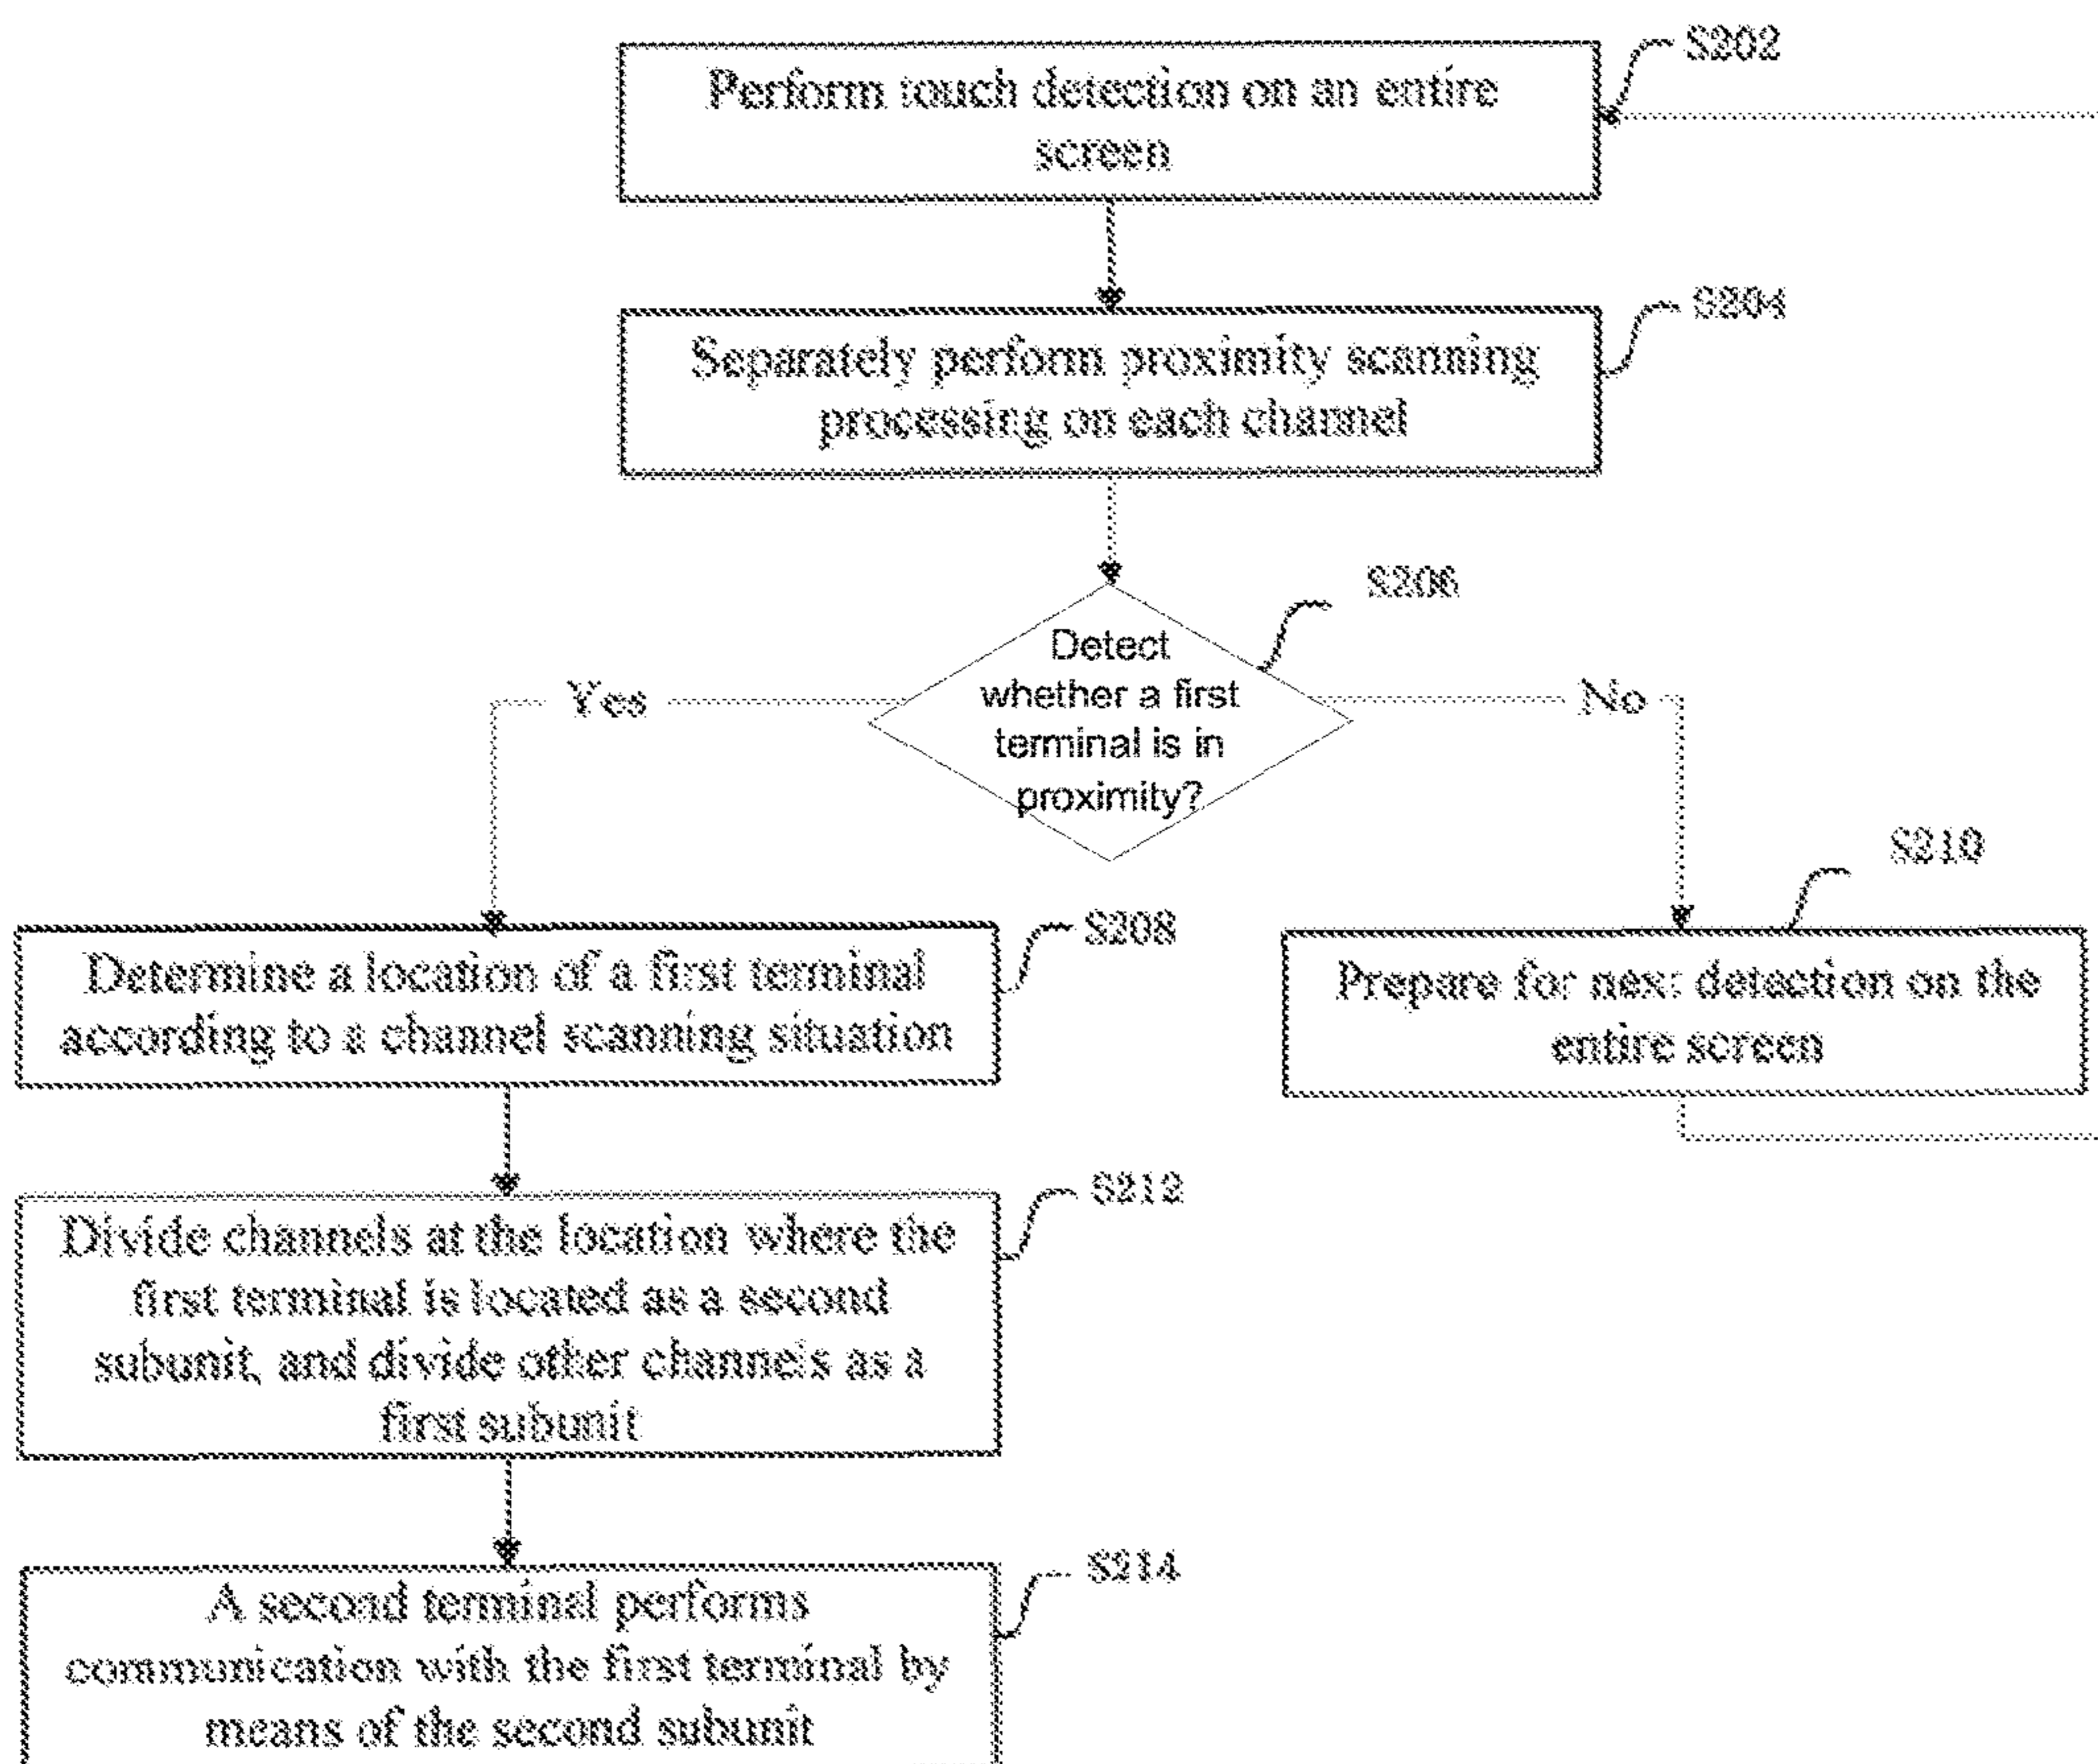 S202
Perform touch detection on an entire
screen
S204
Separately perform proximity scanning
processing on each channel
S206
Detect
whether a first
terminal is in
proximity?
Yes
No
S210
S208
Determine a location of a first terminal
according to a channel scanning situation
Prepare for next detection on the
entire screen
S212
Divide channels at the location where the
first terminal is located as a second
subunit, and divide other channels as a
first subunit
S214
A second terminal performs
communication with the first terminal by
means of the second subunit